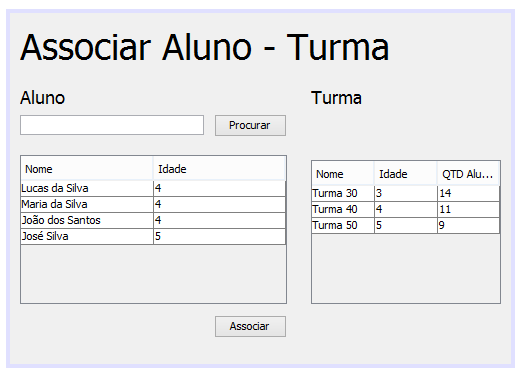 Associar Aluno - Turma
Aluno
Procurar
Nome Idade
Lucas da Silva 4
Maria da Silva 4
João dos Santos 4
José Silva 5
Associar
Turma
Nome Idade QTD Alu...
Turma 30 3 14
Turma 40 4 11
Turma 50 5 9